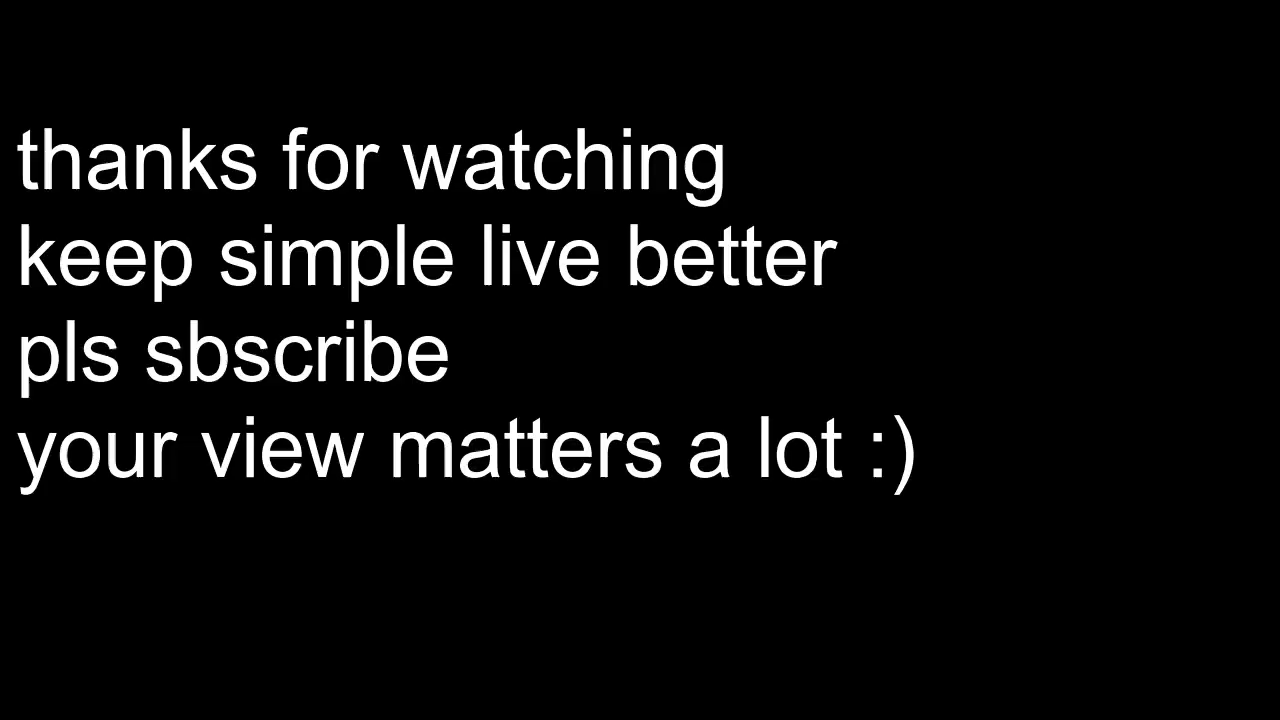 thanks for watching
keep simple live better
pls sbscribe
your view matters a lot :)